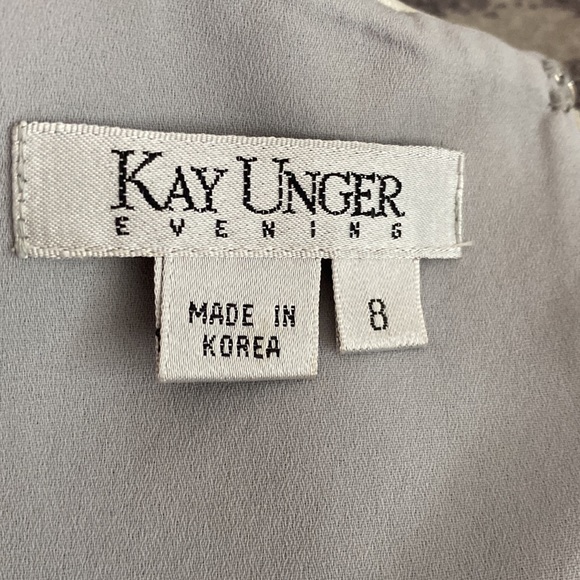 KAY UNGER
EVENING
MADE IN
KOREA
8